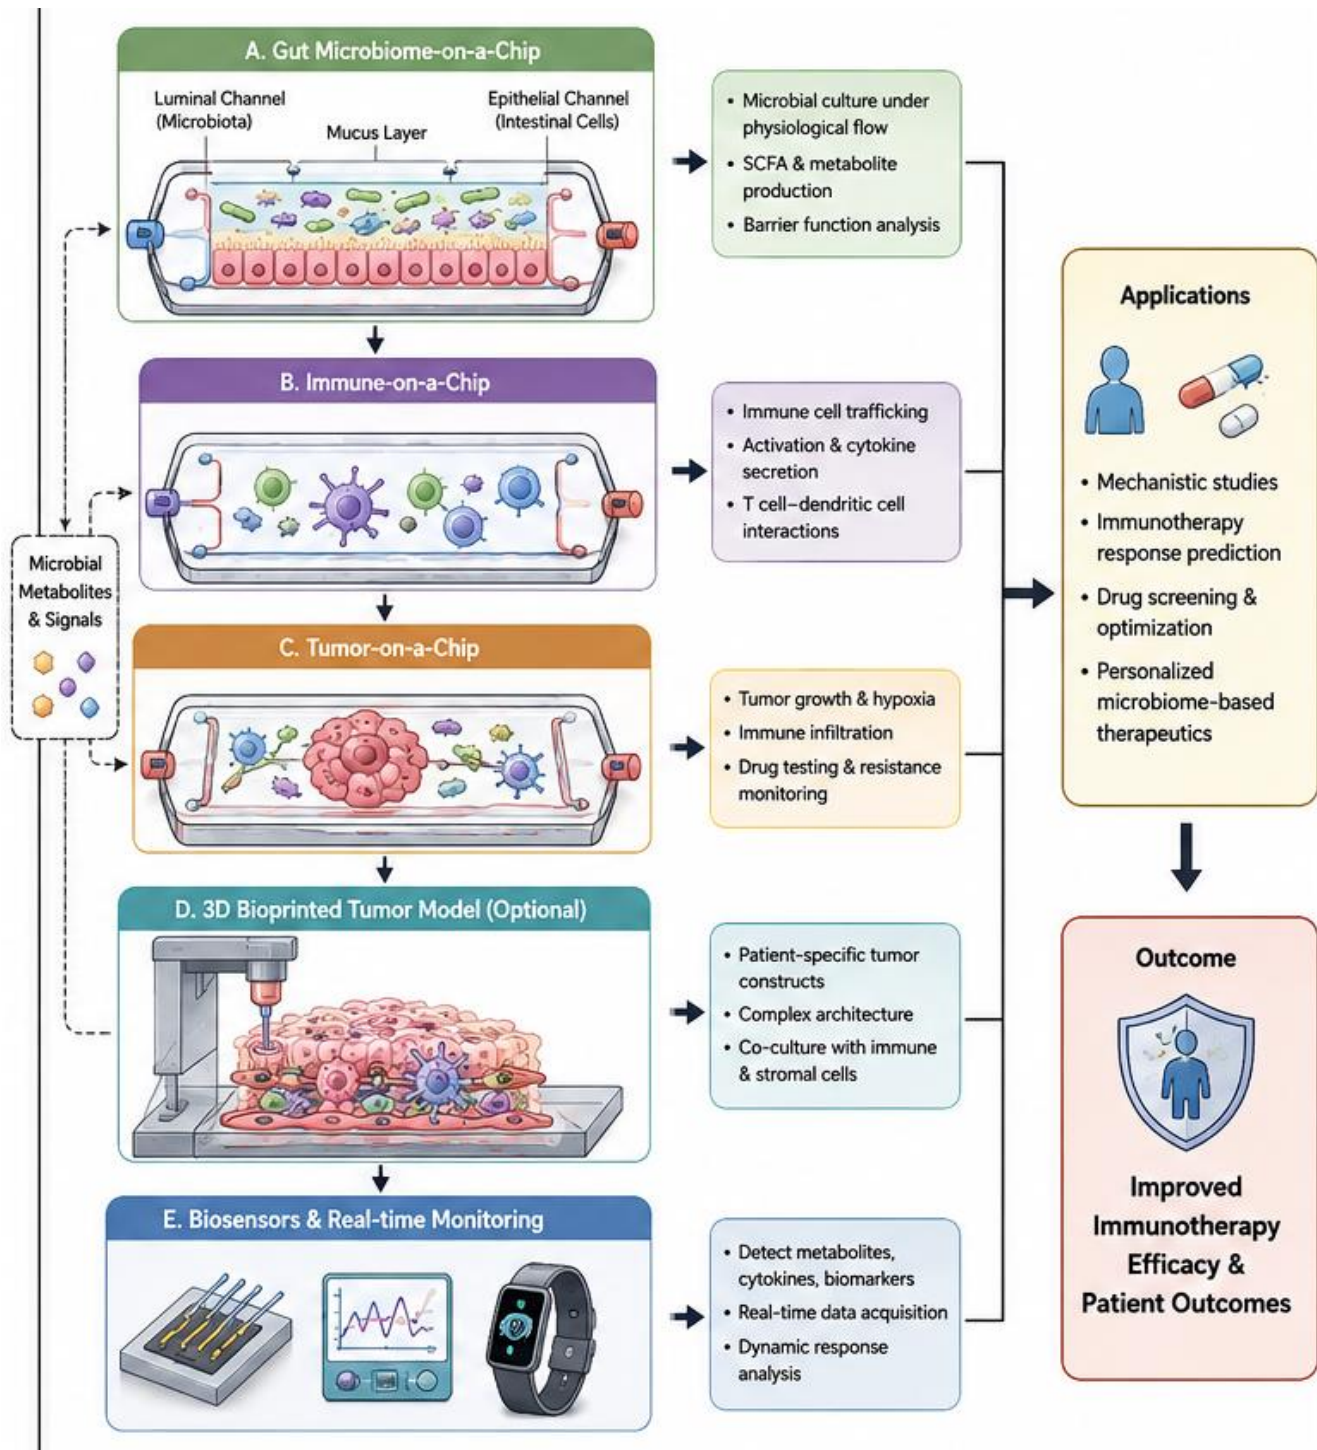 A. Gut Microbiome-on-a-Chip
Luminal Channel
(Microbiota)
Mucus Layer
Epithelial Channel
(Intestinal Cells)
• Microbial culture under
physiological flow
• SCFA & metabolite
production
• Barrier function analysis
B. Immune-on-a-Chip
• Immune cell trafficking
• Activation & cytokine
secretion
• T cell–dendritic cell
interactions
Microbial
Metabolites
& Signals
C. Tumor-on-a-Chip
• Tumor growth & hypoxia
• Immune infiltration
• Drug testing & resistance
monitoring
D. 3D Bioprinted Tumor Model (Optional)
• Patient-specific tumor
constructs
• Complex architecture
• Co-culture with immune
& stromal cells
E. Biosensors & Real-time Monitoring
• Detect metabolites,
cytokines, biomarkers
• Real-time data acquisition
• Dynamic response
analysis
Applications
• Mechanistic studies
• Immunotherapy
response prediction
• Drug screening &
optimization
• Personalized
microbiome-based
therapeutics
Outcome
Improved
Immunotherapy
Efficacy &
Patient Outcomes